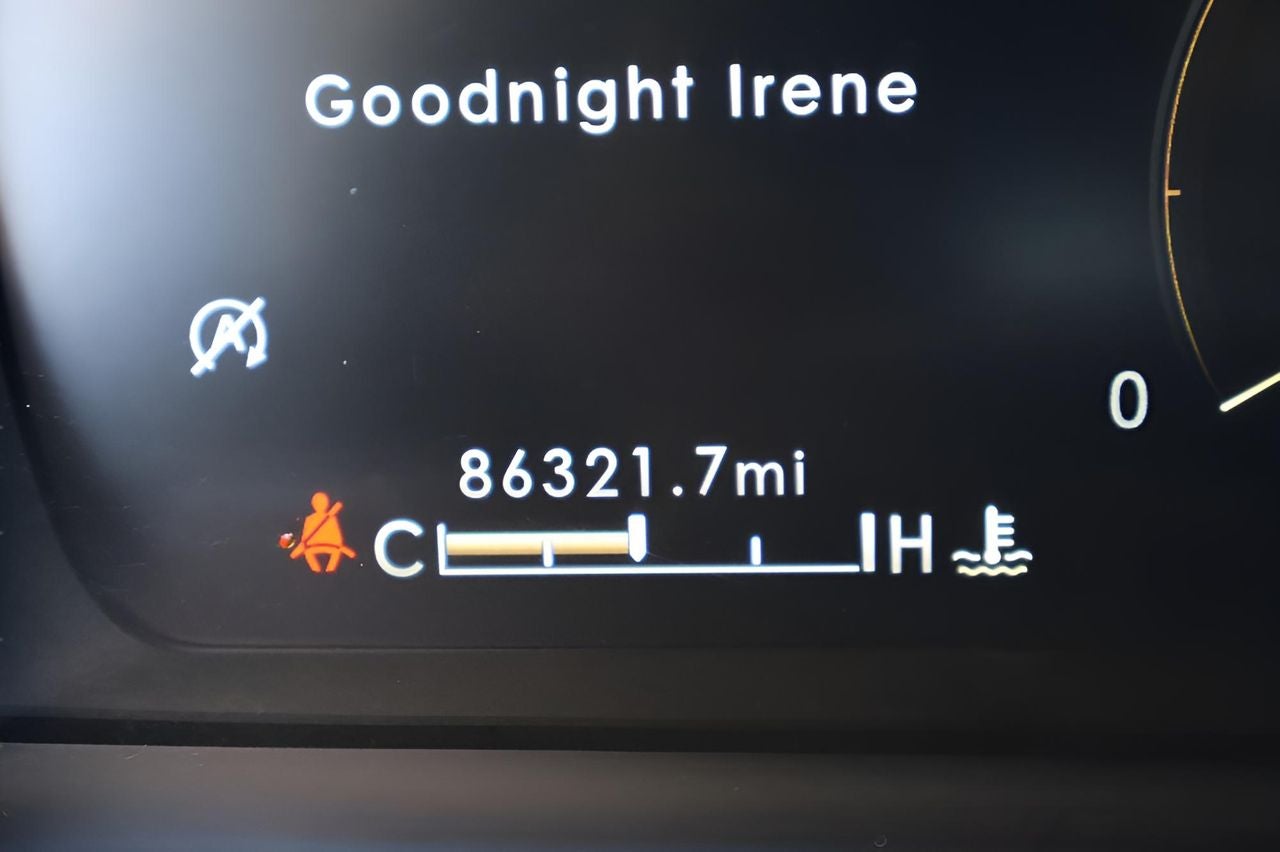 Goodnight Irene
A
0
86321.7mi
C H